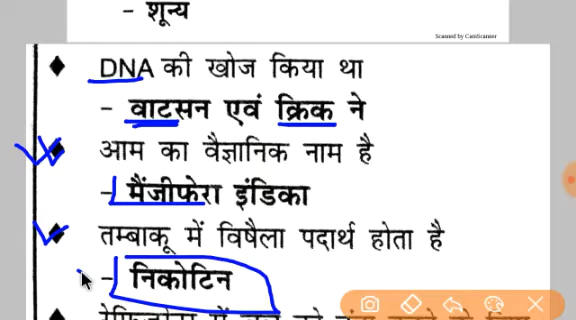 - शून्य
Scanned by CamScanner
♦ DNA की खोज किया था
- वाटसन एवं क्रिक ने
♦ आम का वैज्ञानिक नाम है
- मैंजीफेरा इंडिका
♦ तम्बाकू में विषैला पदार्थ होता है
- निकोटिन